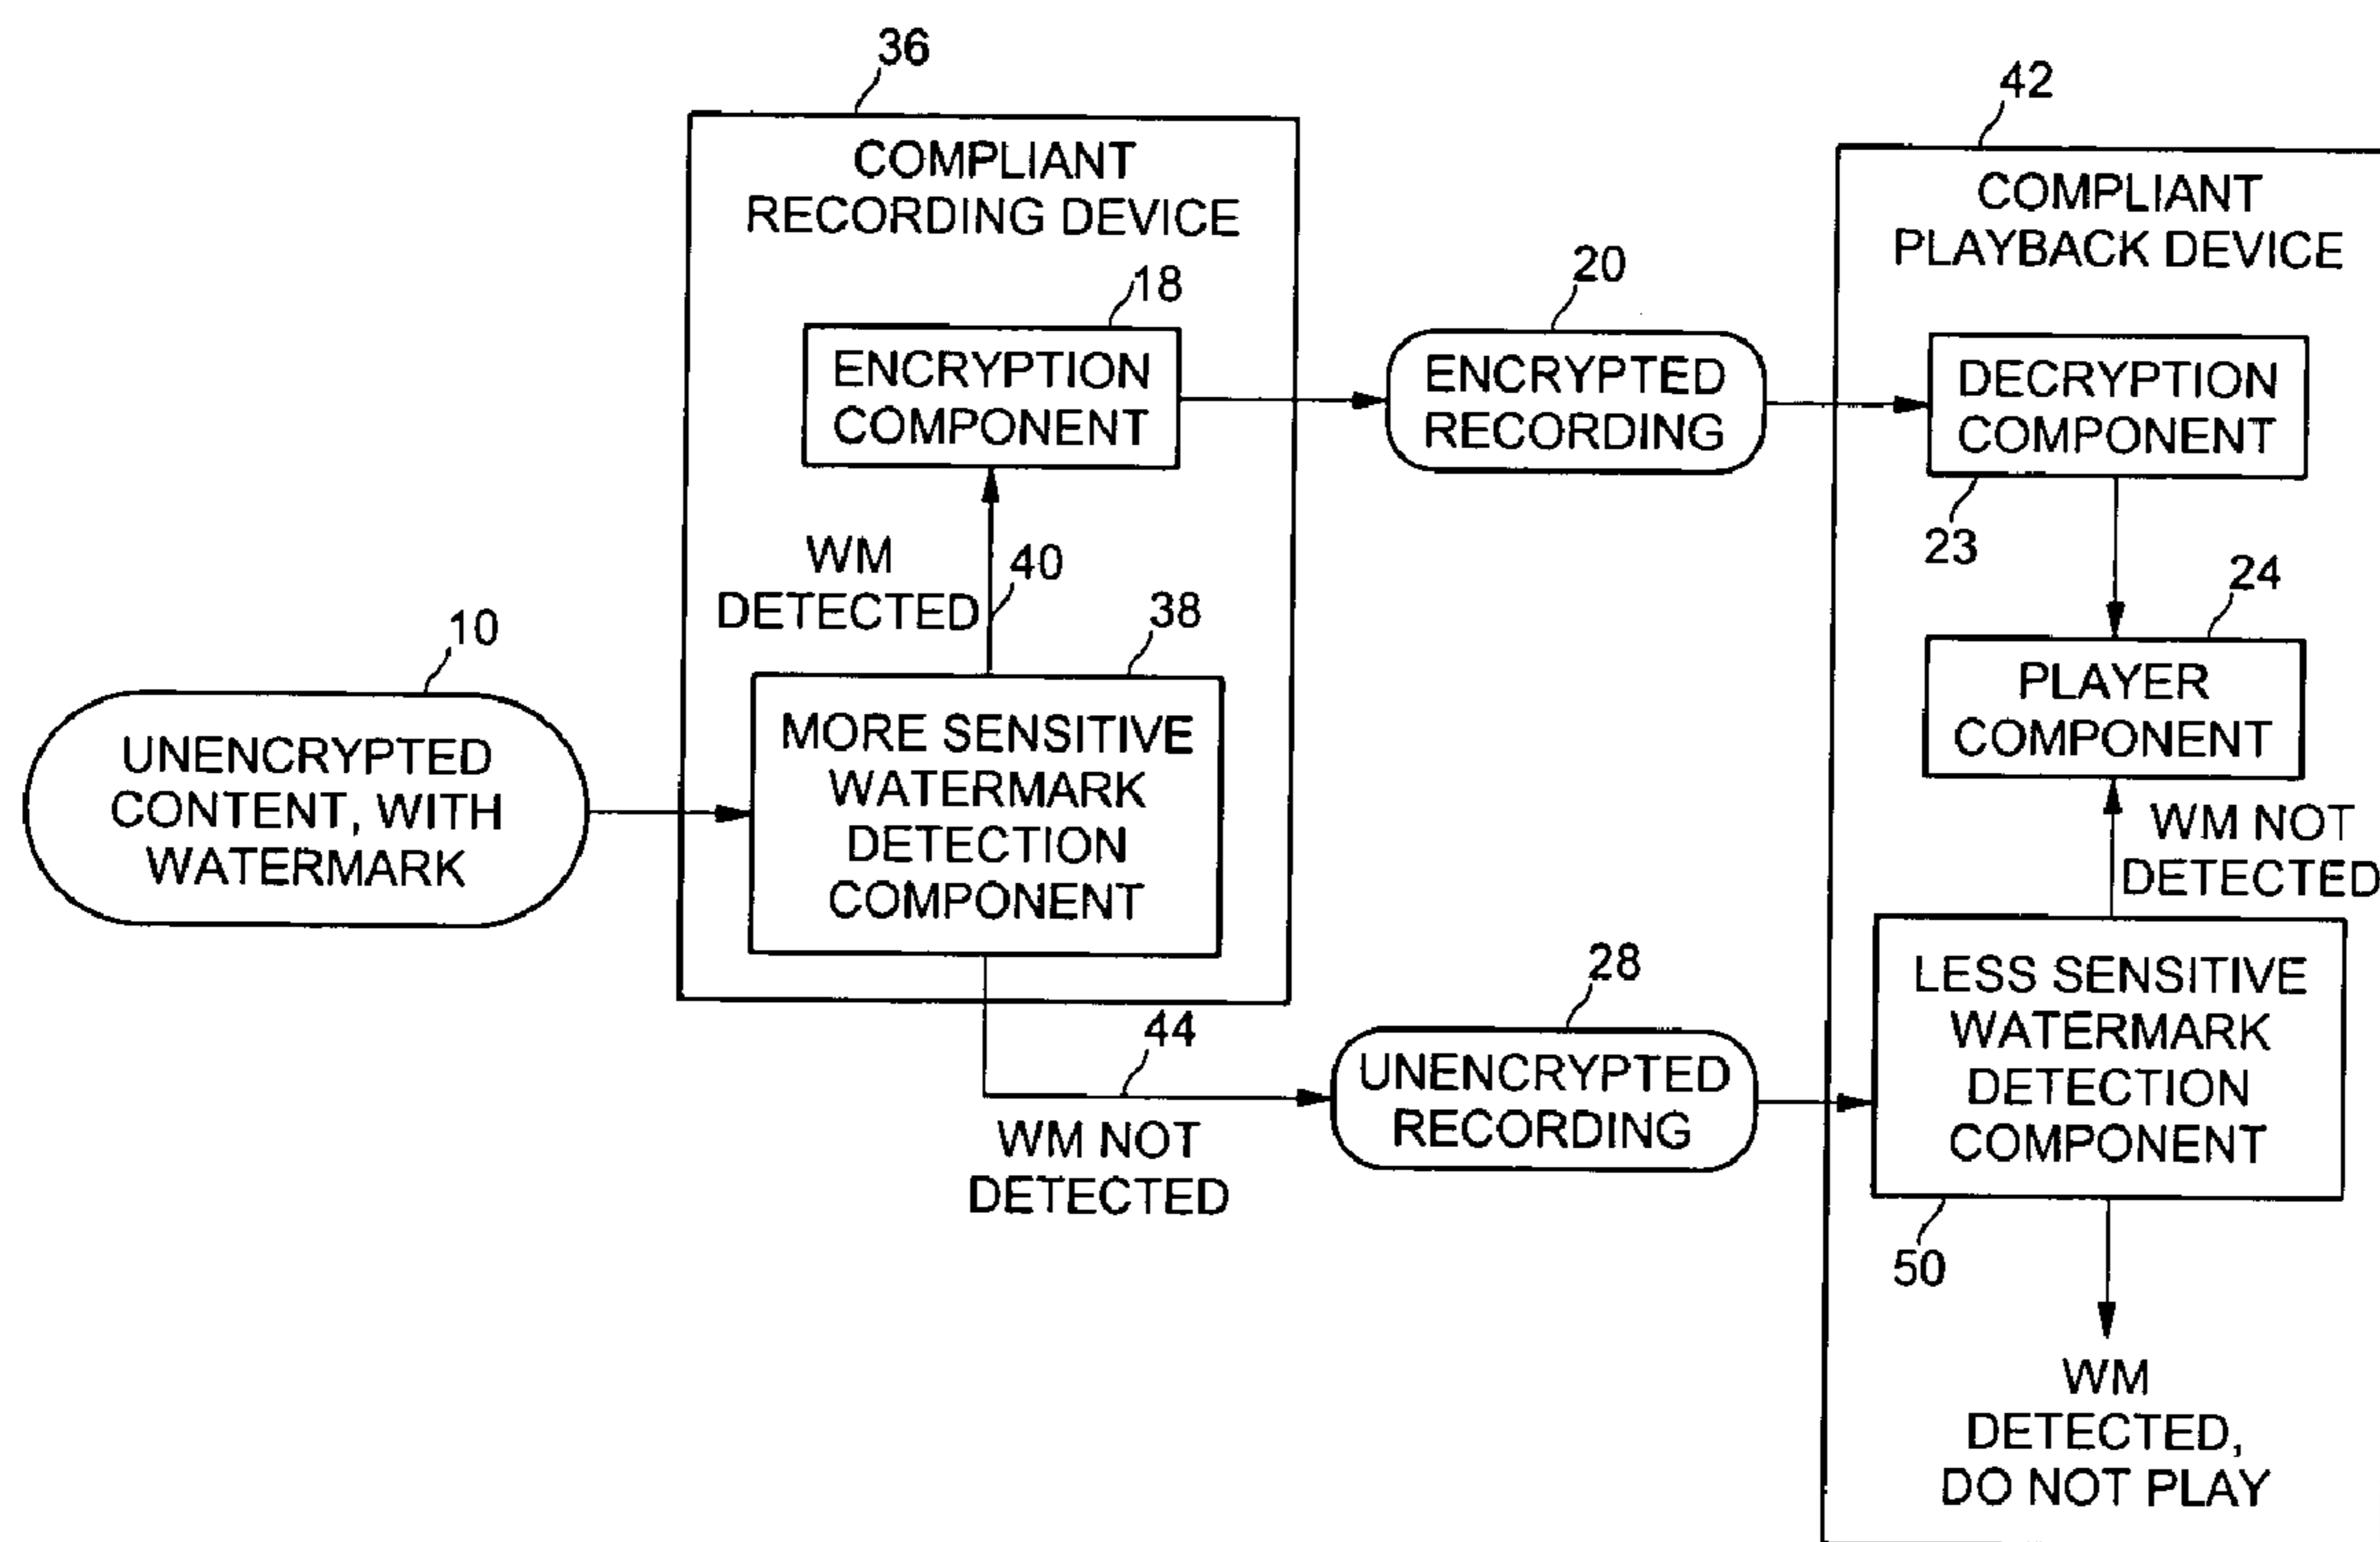 36
COMPLIANT
RECORDING DEVICE
18
ENCRYPTION
COMPONENT
WM
DETECTED
40
38
MORE SENSITIVE
WATERMARK
DETECTION
COMPONENT
10
UNENCRYPTED
CONTENT, WITH
WATERMARK
44
WM NOT
DETECTED
20
ENCRYPTED
RECORDING
28
UNENCRYPTED
RECORDING
42
COMPLIANT
PLAYBACK DEVICE
DECRYPTION
COMPONENT
23
24
PLAYER
COMPONENT
WM NOT
DETECTED
LESS SENSITIVE
WATERMARK
DETECTION
COMPONENT
50
WM
DETECTED,
DO NOT PLAY